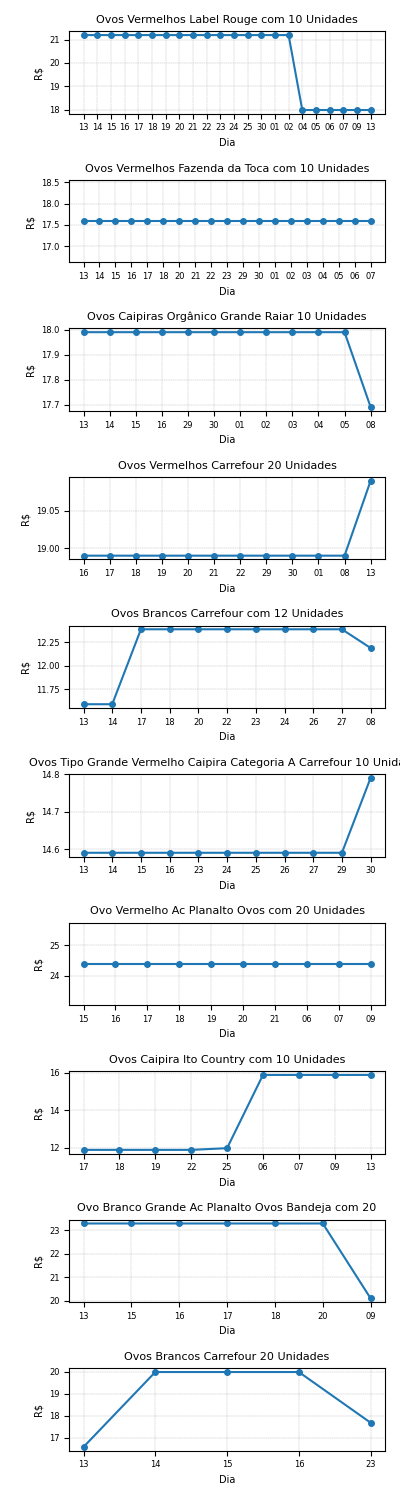 Ovos Vermelhos Label Rouge com 10 Unidades
21
20
19
18
R$
13 14 15 16 17 18 19 20 21 22 23 24 25 30 01 02 04 05 06 07 09 13
Dia
Ovos Vermelhos Fazenda da Toca com 10 Unidades
18.5
18.0
17.5
17.0
R$
13 14 15 16 17 18 20 21 22 23 29 30 01 02 03 04 05 06 07
Dia
Ovos Caipiras Orgânico Grande Raiar 10 Unidades
18.0
17.9
17.8
17.7
R$
13 14 15 16 29 30 01 02 03 04 05 08
Dia
Ovos Vermelhos Carrefour 20 Unidades
19.05
19.00
R$
16 17 18 19 20 21 22 29 30 01 08 13
Dia
Ovos Brancos Carrefour com 12 Unidades
12.25
12.00
11.75
R$
13 14 17 18 20 22 23 24 26 27 08
Dia
Ovos Tipo Grande Vermelho Caipira Categoria A Carrefour 10 Unida
14.8
14.7
14.6
R$
13 14 15 16 23 25 26 27 29 30
Dia
Ovo Vermelho Ac Planalto Ovos com 20 Unidades
25
24
R$
15 16 17 18 19 20 21 06 07 09
Dia
Ovos Caipira Ito Country com 10 Unidades
16
14
12
R$
17 18 19 22 25 06 07 09 13
Dia
Ovo Branco Grande Ac Planalto Ovos Bandeja com 20
23
22
21
20
R$
13 15 16 17 18 20 09
Dia
Ovos Brancos Carrefour 20 Unidades
20
19
18
17
R$
13 14 15 16 23
Dia